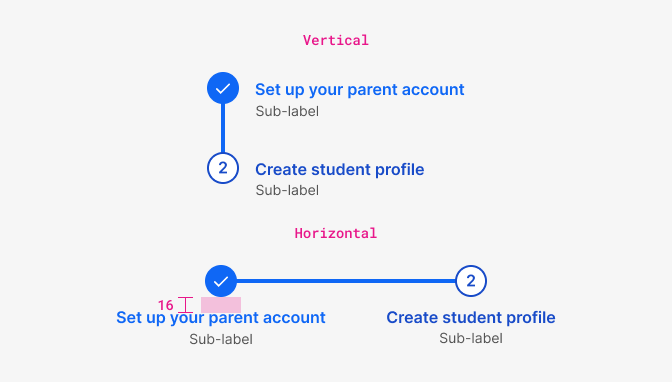 Vertical
Set up your parent account
Sub-label
2
Create student profile
Sub-label
Horizontal
2
16
Set up your parent account
Create student profile
Sub-label
Sub-label